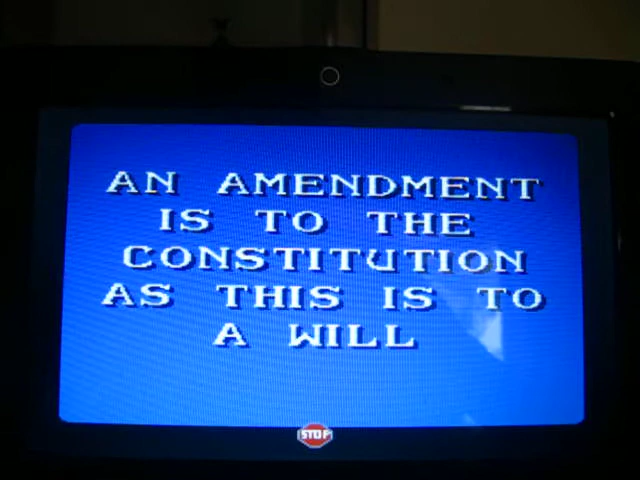 AN AMENDMENT
IS TO THE
CONSTITUTION
AS THIS IS TO
A WILL
STOP